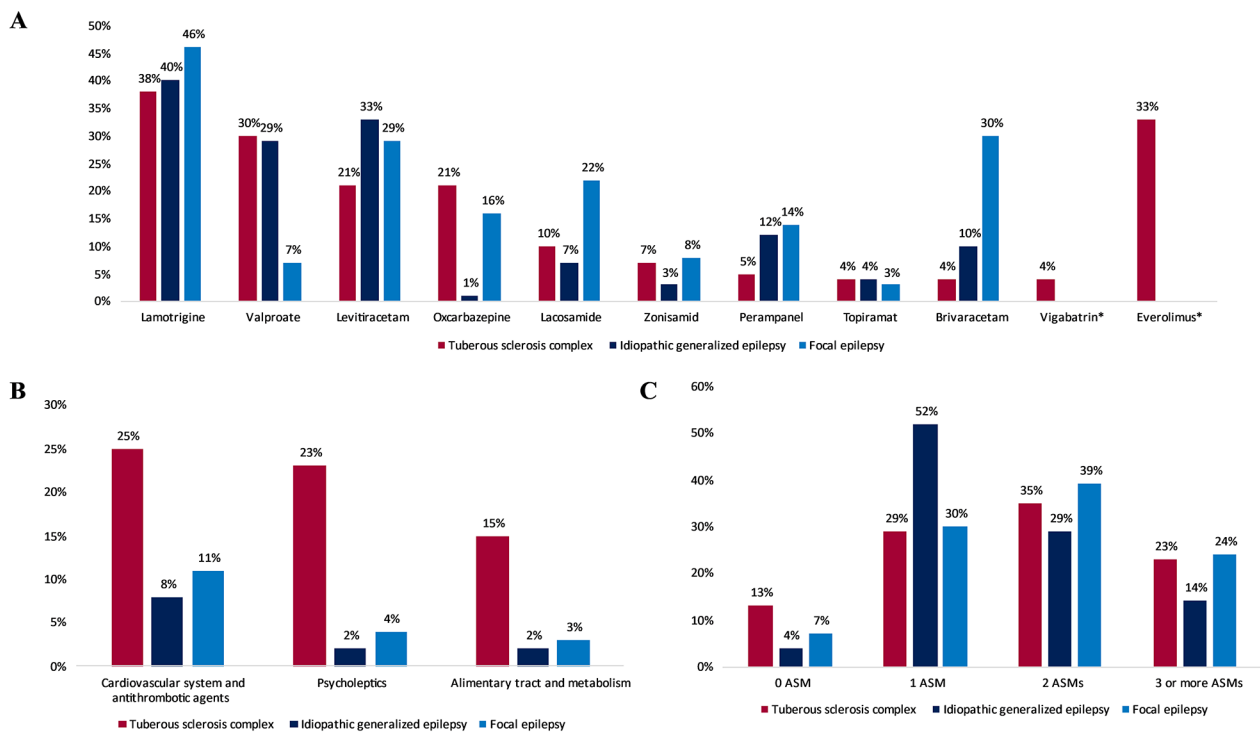 A
50%
45%
40%
35%
30%
25%
20%
15%
10%
5%
0%
38% 40% 46%
30% 29% 7%
21% 33% 29%
21% 1% 16%
10% 7% 22%
7% 3% 8%
5% 12% 14%
4% 4% 3%
4% 10% 30%
4%
33%
Lamotrigine Valproate Levitiracetam Oxcarbazepine Lacosamide Zonisamid Perampanel Topiramat Brivaracetam Vigabatrin* Everolimus*
Tuberous sclerosis complex Idiopathic generalized epilepsy Focal epilepsy
B
30%
25%
20%
15%
10%
5%
0%
25% 8% 11%
23% 2% 4%
15% 2% 3%
Cardiovascular system and Psycholeptics Alimentary tract and metabolism
antithrombotic agents
Tuberous sclerosis complex Idiopathic generalized epilepsy Focal epilepsy
C
60%
50%
40%
30%
20%
10%
0%
13% 4% 7%
29% 52% 30%
35% 29% 39%
23% 14% 24%
0 ASM 1 ASM 2 ASMs 3 or more ASMs
Tuberous sclerosis complex Idiopathic generalized epilepsy Focal epilepsy